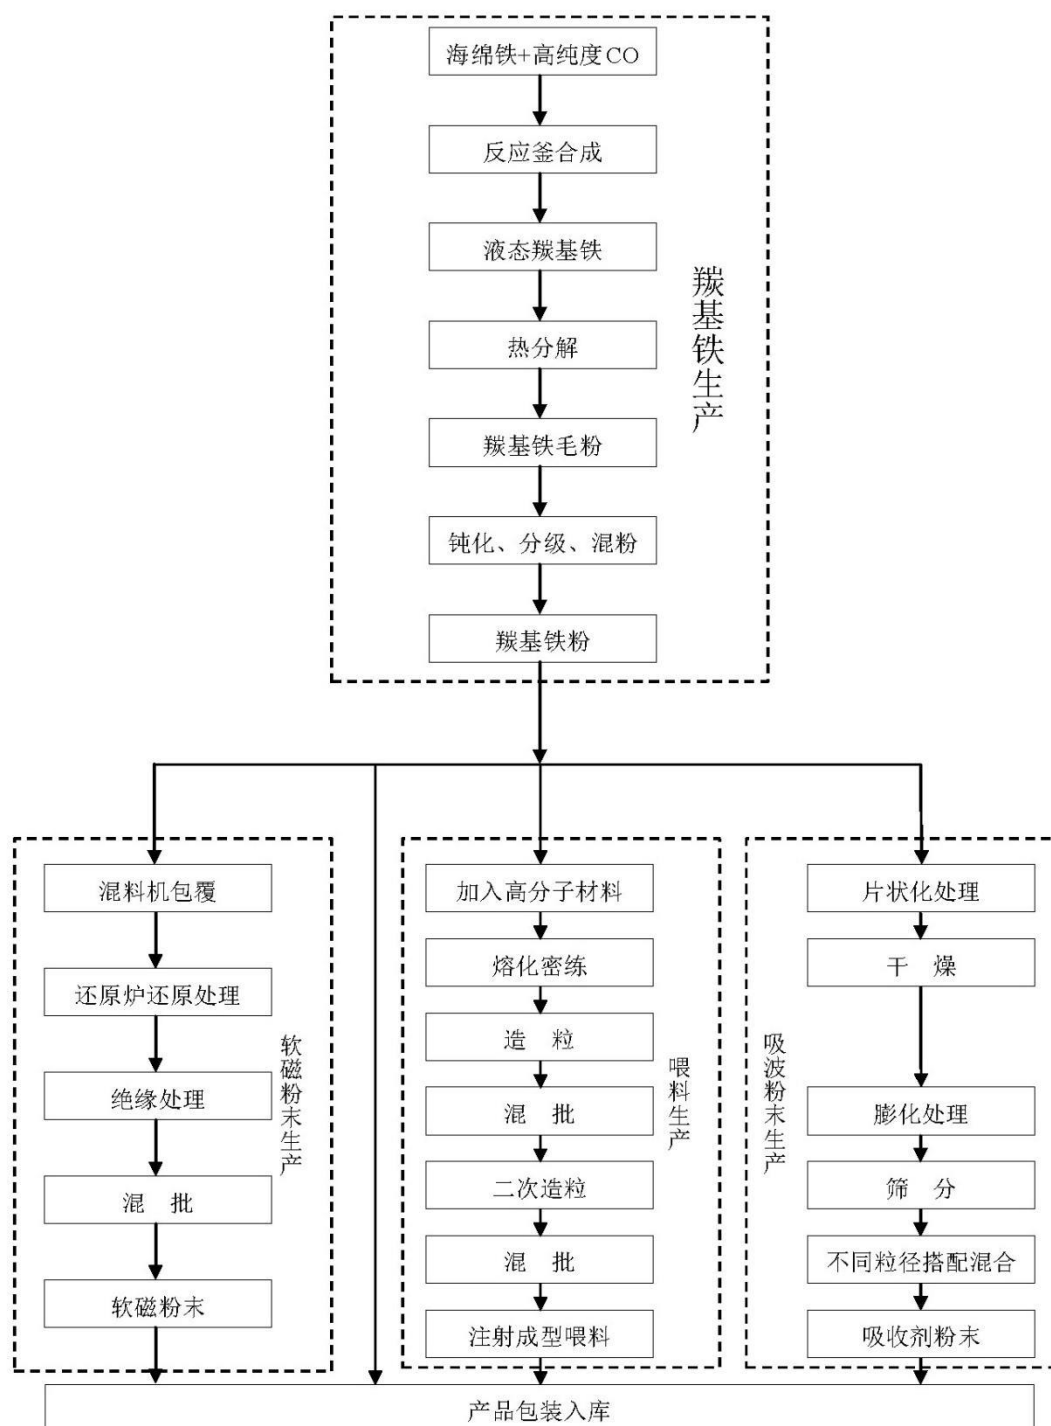 海绵铁+高纯度CO
反应釜合成
液态羰基铁
热分解
羰基铁毛粉
钝化、分级、混粉
羰基铁粉
羰基铁生产
混料机包覆
还原炉还原处理
绝缘处理
混 批
软磁粉末
软磁粉末生产
加入高分子材料
熔化密练
造 粒
混 批
二次造粒
混 批
注射成型喂料
喂料生产
片状化处理
干 燥
膨化处理
筛 分
不同粒径搭配混合
吸收剂粉末
吸波粉末生产
产品包装入库